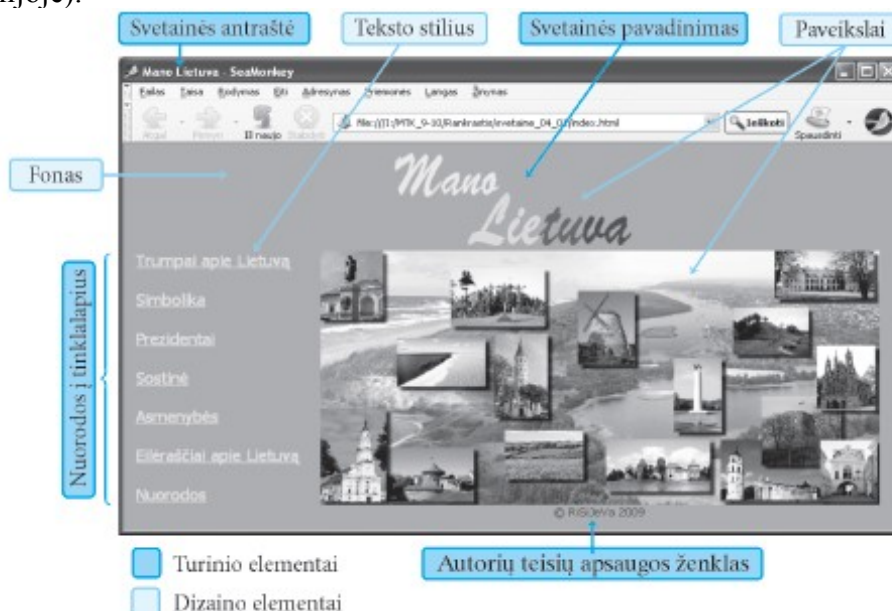 nijoje).
Svetainės antraštė
Teksto stilius
Svetainės pavadinimas
Paveikslai
Mano Lietuva - SeaMonkey
Failas Taisa Rodymas Eiti Adresynas Priemonės Langas Žinynas
Atgal Pirmyn Iš naujo Stabdyti
Ieškoti
Spausdinti
Fonas
Mano
Lietuva
Trumpai apie Lietuvą
Simbolika
Prezidentai
Sostinė
Asmenybės
Eilėraščiai apie Lietuvą
Nuorodos
Nuorodos į tinklalapius
Turinio elementai
Autorių teisių apsaugos ženklas
Dizaino elementai